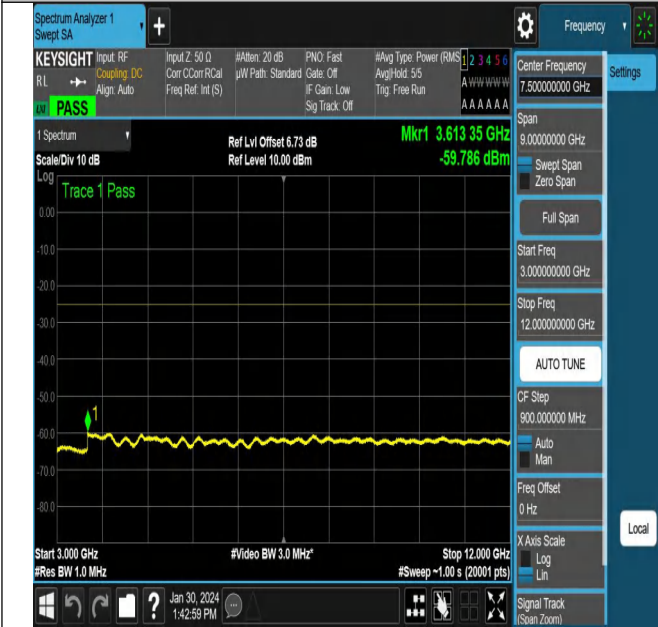 Spectrum Analyzer 1
Swept SA
+
Frequency
KEYSIGHT
RL
PASS
Input: RF
Coupling: DC
Align: Auto
Input Z: 50 Ω
Corr CCorr RCal
Freq Ref: Int (S)
#Atten: 20 dB
µW Path: Standard
PNO: Fast
Gate: Off
IF Gain: Low
Sig Track: Off
#Avg Type: Power (RMS
Avg|Hold: 5/5
Trig: Free Run
1 2 3 4 5 6
A W W W W W
A A A A A A
1 Spectrum
Scale/Div 10 dB
Log
Ref Lvl Offset 6.73 dB
Ref Level 10.00 dBm
Mkr1 3.613 35 GHz
-59.786 dBm
Trace 1 Pass
0.00
-10.0
-20.0
-30.0
-40.0
-50.0
-60.0
-70.0
-80.0
1
Start 3.000 GHz
#Res BW 1.0 MHz
#Video BW 3.0 MHz*
Stop 12.000 GHz
#Sweep ~1.00 s (20001 pts)
?
Jan 30, 2024
1:42:59 PM
Center Frequency
7.500000000 GHz
Settings
Span
9.00000000 GHz
Swept Span
Zero Span
Full Span
Start Freq
3.000000000 GHz
Stop Freq
12.000000000 GHz
AUTO TUNE
CF Step
900.000000 MHz
Auto
Man
Freq Offset
0 Hz
X Axis Scale
Log
Lin
Local
Signal Track
(Span Zoom)